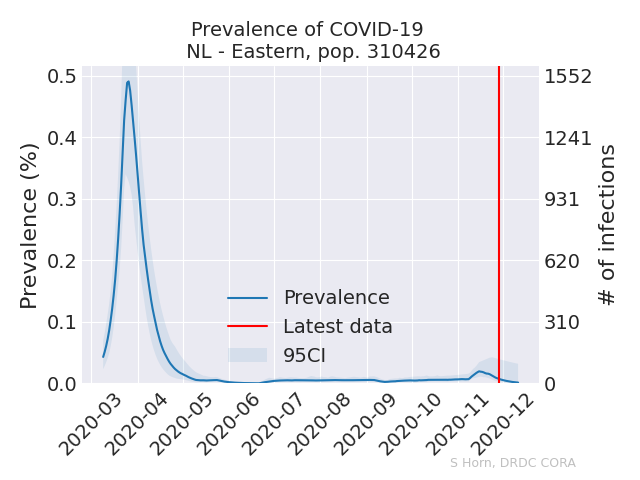 Prevalence of COVID-19
NL - Eastern, pop. 310426
Prevalence (%)
0.5
0.4
0.3
0.2
0.1
0.0
1552
1241
931
620
310
0
# of infections
Prevalence
Latest data
95CI
2020-03
2020-04
2020-05
2020-06
2020-07
2020-08
2020-09
2020-10
2020-11
2020-12
S Horn, DRDC CORA